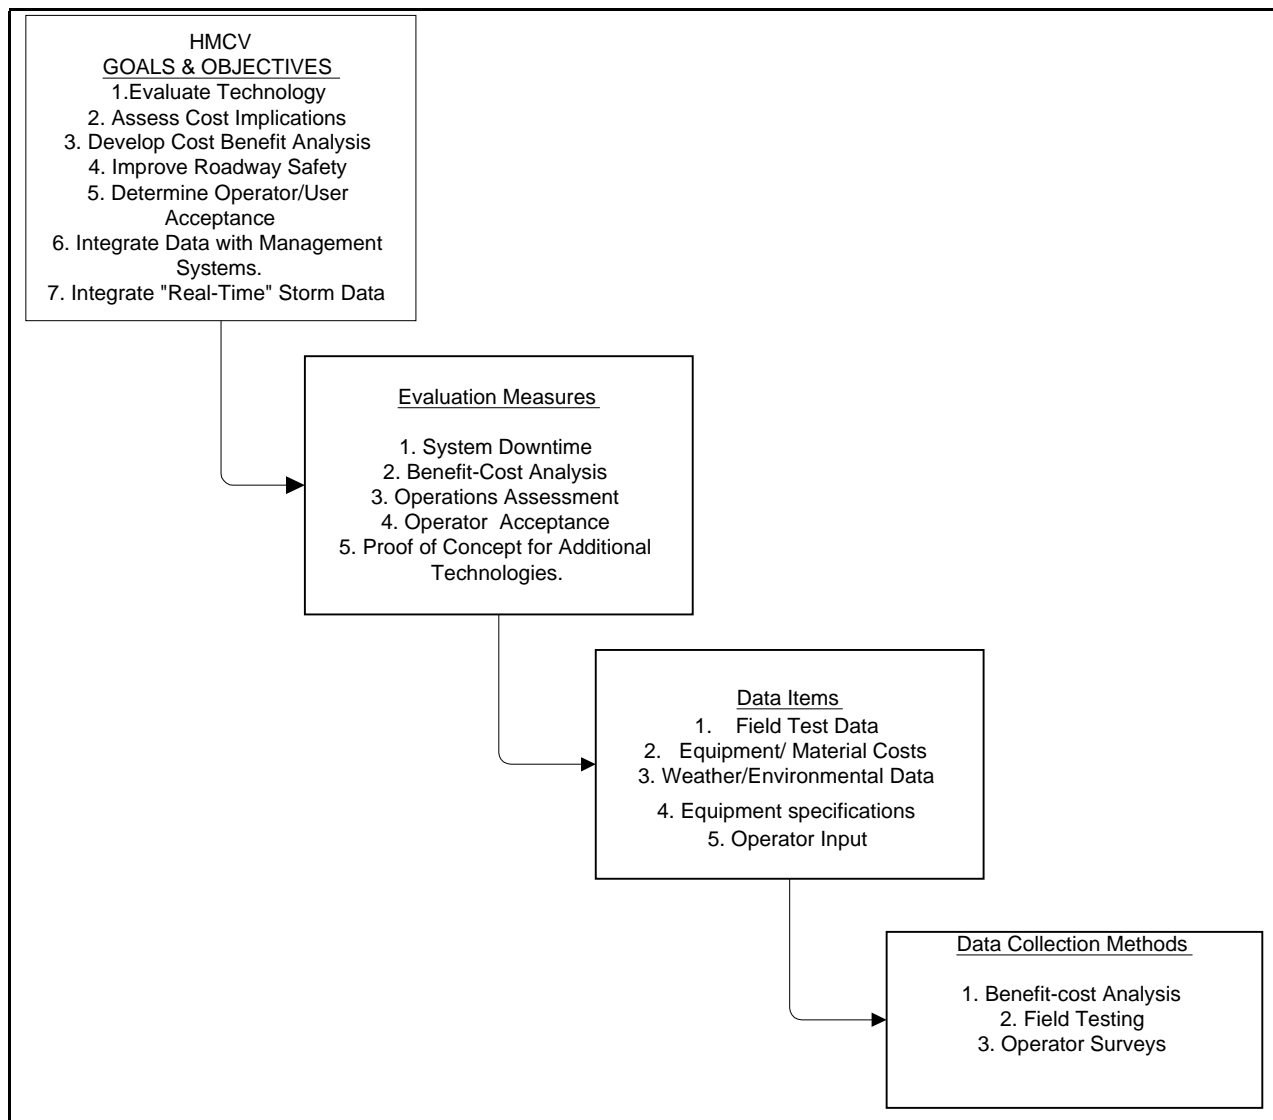 HMCV
GOALS & OBJECTIVES
1.Evaluate Technology
2. Assess Cost Implications
3. Develop Cost Benefit Analysis
4. Improve Roadway Safety
5. Determine Operator/User
Acceptance
6. Integrate Data with Management
Systems.
7. Integrate "Real-Time" Storm Data
Evaluation Measures
1. System Downtime
2. Benefit-Cost Analysis
3. Operations Assessment
4. Operator Acceptance
5. Proof of Concept for Additional
Technologies.
Data Items
1. Field Test Data
2. Equipment/ Material Costs
3. Weather/Environmental Data
4. Equipment specifications
5. Operator Input
Data Collection Methods
1. Benefit-cost Analysis
2. Field Testing
3. Operator Surveys